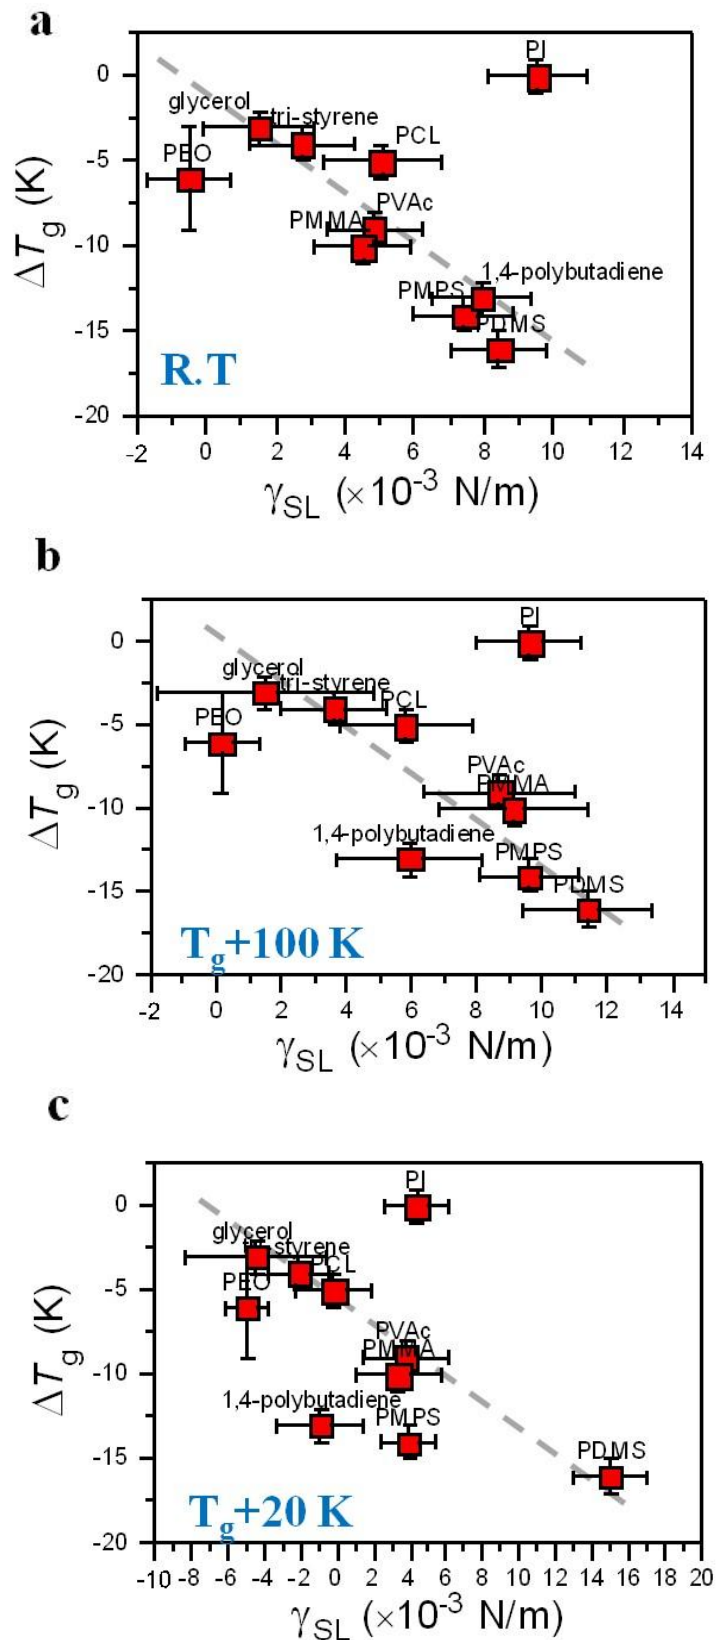 a
0
-5
-10
-15
-20
ΔTg (K)
PI
glycerol
tri-styrene
PEO
PCL
PVAc
PMMA
1,4-polybutadiene
PMPS
PDMS
R.T
-2 0 2 4 6 8 10 12 14
γSL (×10⁻³ N/m)
b
0
-5
-10
-15
-20
ΔTg (K)
PI
glycerol
tri-styrene
PCL
PEO
PVAc
PMMA
1,4-polybutadiene
PMPS
PDMS
Tg+100 K
-2 0 2 4 6 8 10 12 14
γSL (×10⁻³ N/m)
c
0
-5
-10
-15
-20
ΔTg (K)
PI
glycerol
tri-styrene
PCL
PEO
PVAc
PMMA
1,4-polybutadiene
PMPS
PDMS
Tg+20 K
-10 -8 -6 -4 -2 0 2 4 6 8 10 12 14 16 18 20
γSL (×10⁻³ N/m)